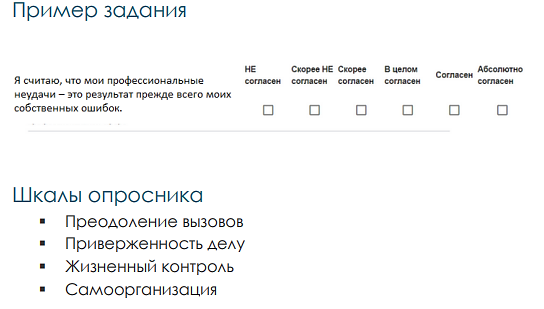 Пример задания
НЕ согласен Скорее НЕ согласен Скорее согласен В целом согласен Согласен Абсолютно согласен
Я считаю, что мои профессиональные
неудачи – это результат прежде всего моих
собственных ошибок.
Шкалы опросника
Преодоление вызовов
Приверженность делу
Жизненный контроль
Самоорганизация